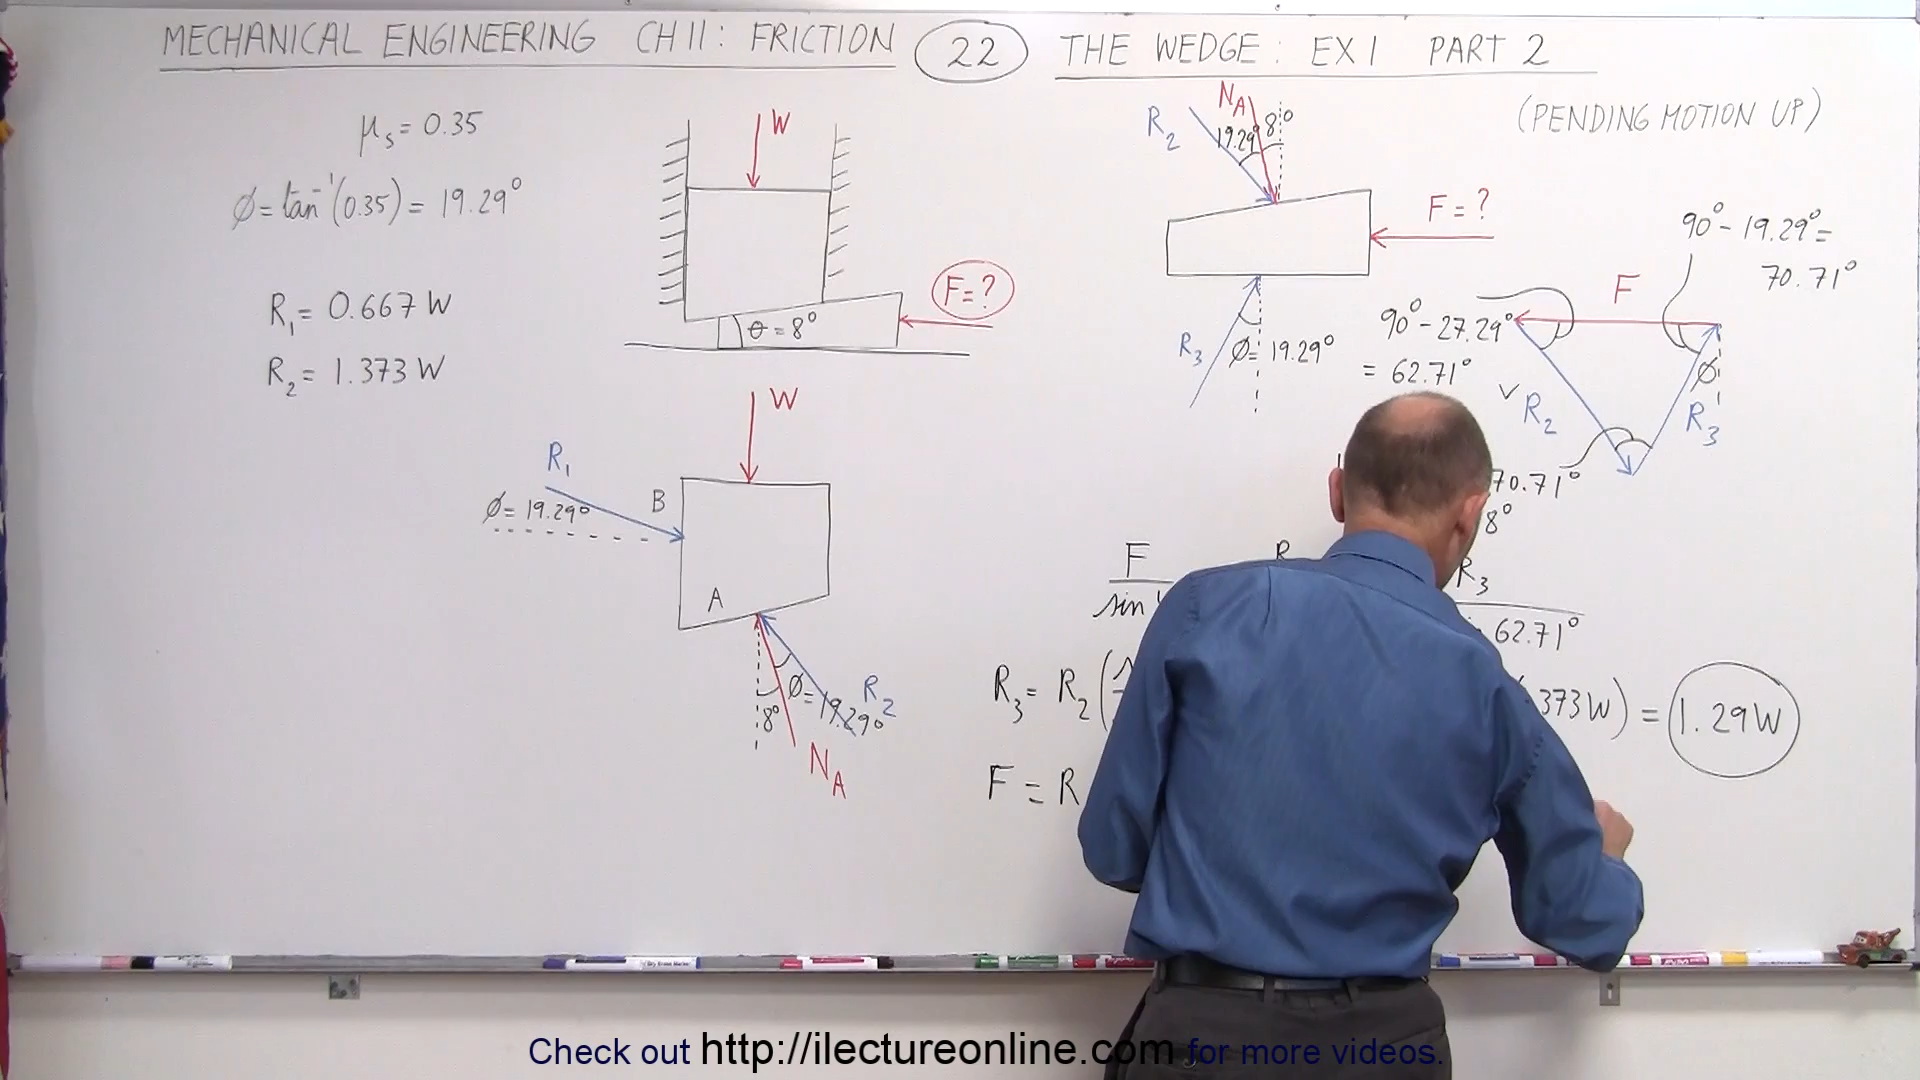 MECHANICAL ENGINEERING CH 11: FRICTION 22 THE WEDGE: EX 1 PART 2
(PENDING MOTION UP)
μs = 0.35
ø = tan⁻¹(0.35) = 19.29°
R1 = 0.667 W
R2 = 1.373 W
W
θ = 8°
F = ?
W
R1
ø = 19.29°
B
A
8°
ø = 19.29°
R2
NA
R2
NA
19.29°
8°
F = ?
R3
ø = 19.29°
90° - 19.29° =
70.71°
F
90° - 27.29°
= 62.71°
R2
ø
R3
70.71°
8°
F
sin
R3
62.71°
R3 = R2 (
373 W) = 1.29 W
F = R
Check out http://ilectureonline.com for more videos.